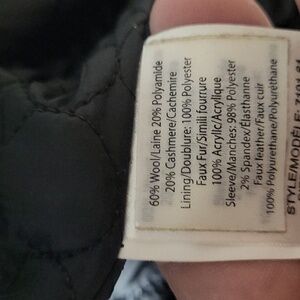 60% Wool/Laine 20% Polyamide
20% Cashmere/Cachemire
Lining/Doublure: 100% Polyester
Faux Fur/Simili Fourrure
100% Acrylic/Acrylique
Sleeve/Manches: 98% Polyester
2% Spandex/Elasthanne
Faux leather/Faux cuir
100% Polyurethane/Polyuréthane
STYLE/MODÈLE: